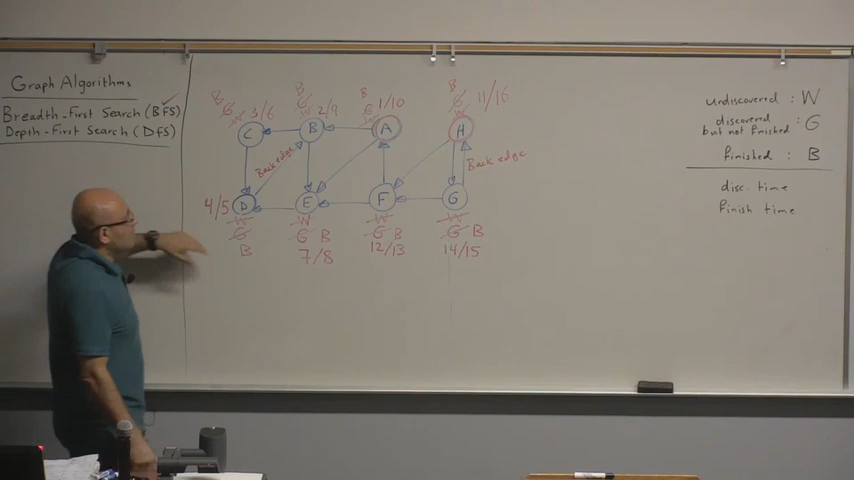 Graph Algorithms
Breadth-First Search (BFS)
Depth-First Search (DFS)
B G W 3/6
B G W 2/9
B G W 1/10
B G W 11/16
C
B
A
H
Back edge
Back edge
4/5
D
E
F
G
W
G
B
W
G B
7/8
W
G B
12/13
W
G B
14/15
undiscovered : W
discovered
but not finished : G
finished : B
disc. time
Finish time